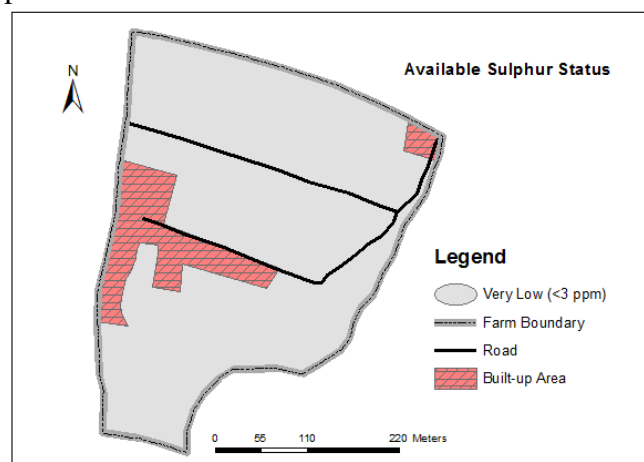 N
Available Sulphur Status
Legend
Very Low (<3 ppm)
Farm Boundary
Road
Built-up Area
0 55 110 220 Meters